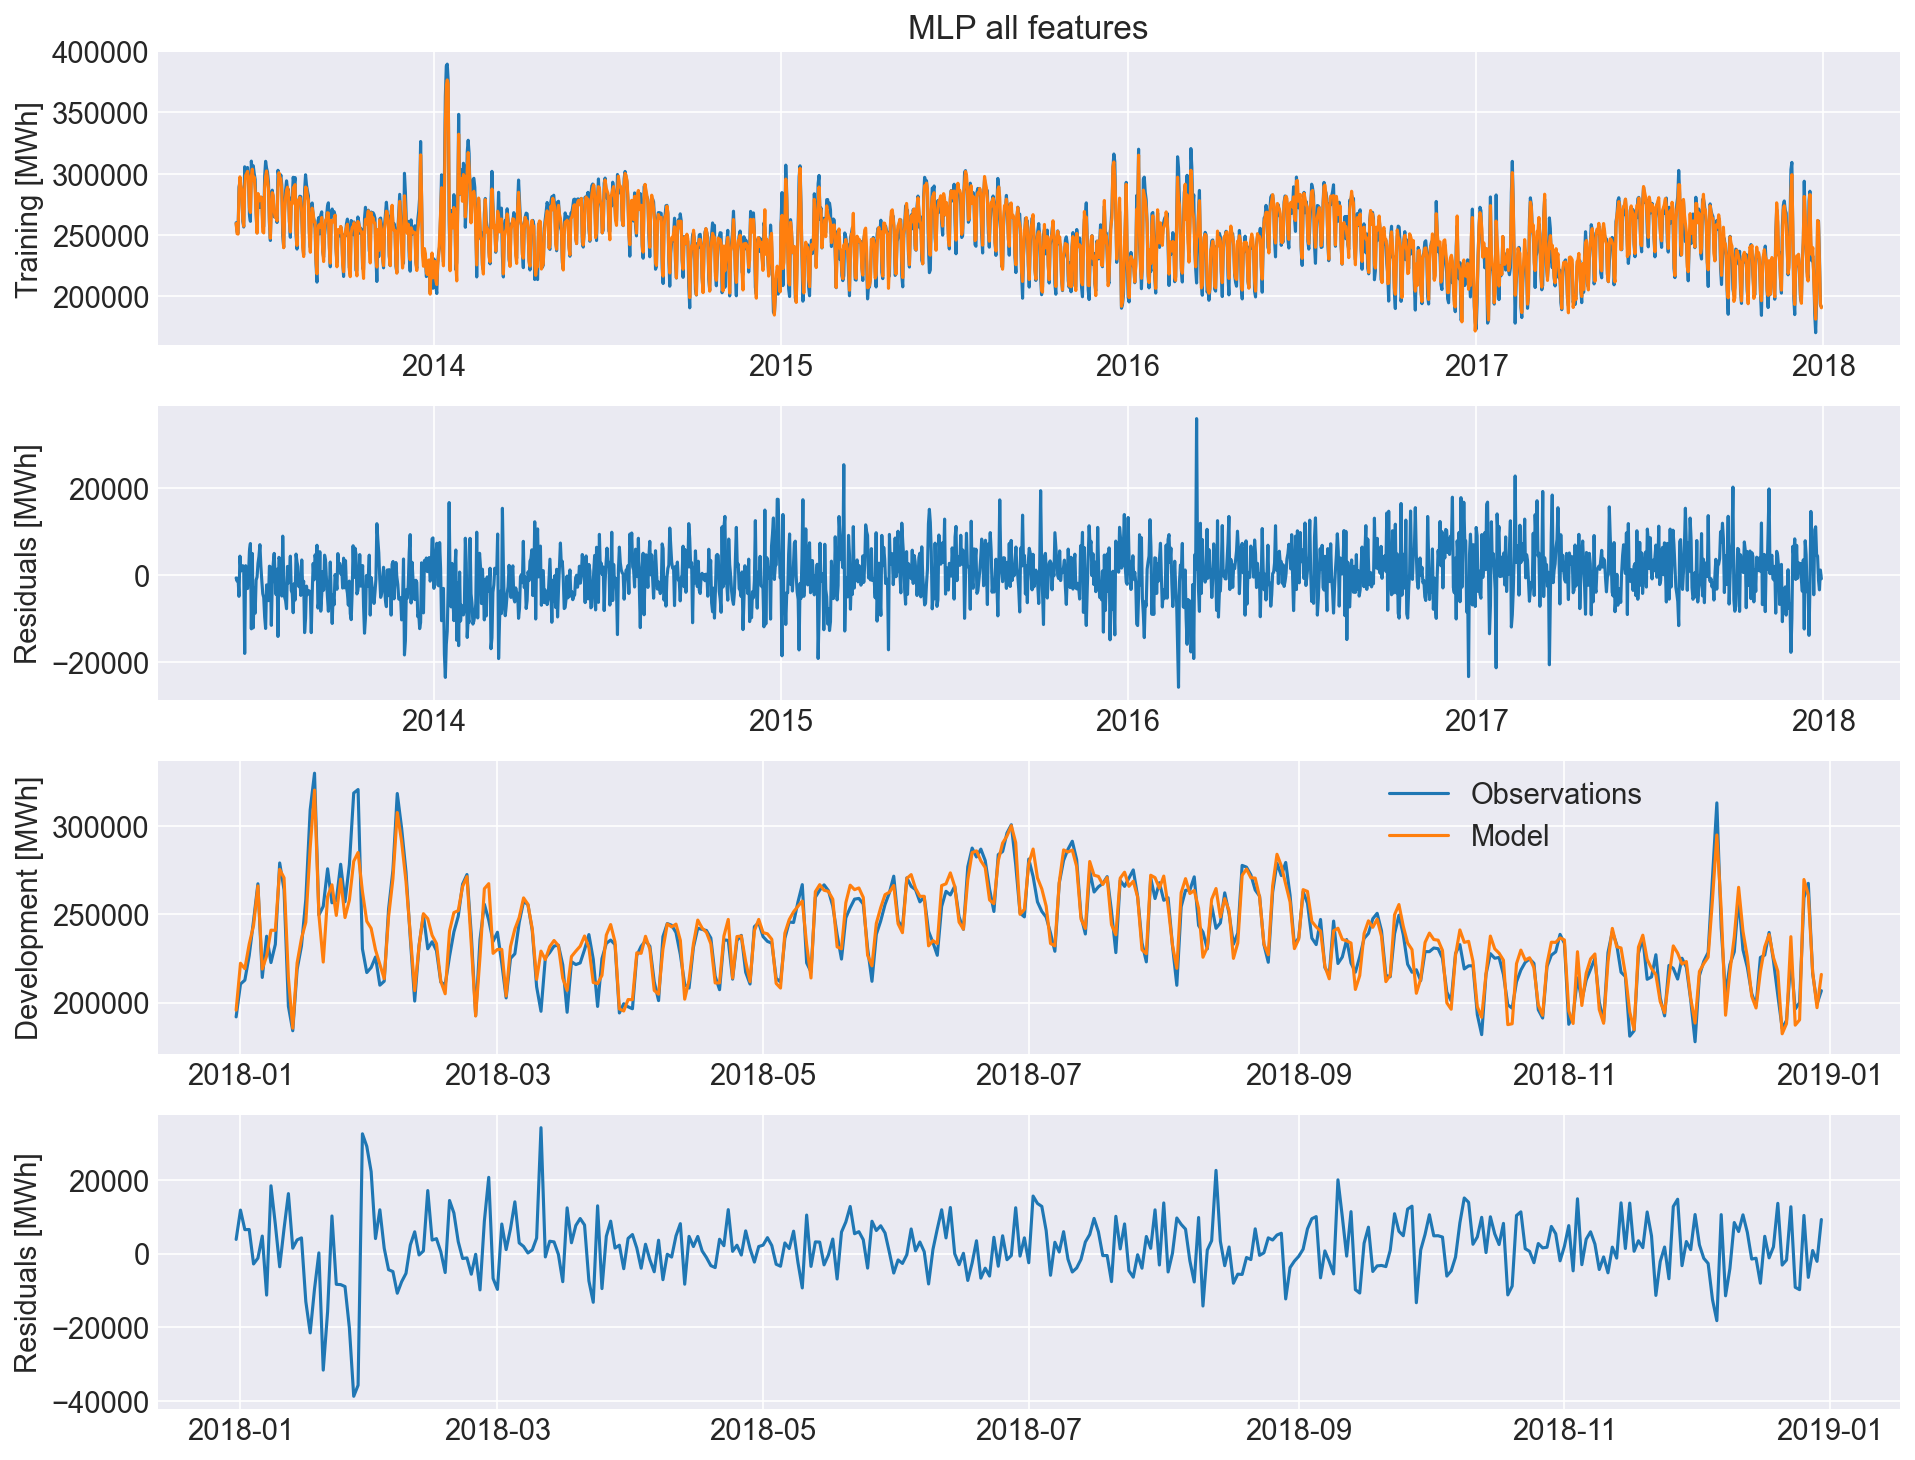 MLP all features
Training [MWh]
400000
350000
300000
250000
200000
2014 2015 2016 2017 2018
Residuals [MWh]
20000
0
−20000
2014 2015 2016 2017 2018
Development [MWh]
300000
250000
200000
Observations
Model
2018-01 2018-03 2018-05 2018-07 2018-09 2018-11 2019-01
Residuals [MWh]
20000
0
−20000
−40000
2018-01 2018-03 2018-05 2018-07 2018-09 2018-11 2019-01